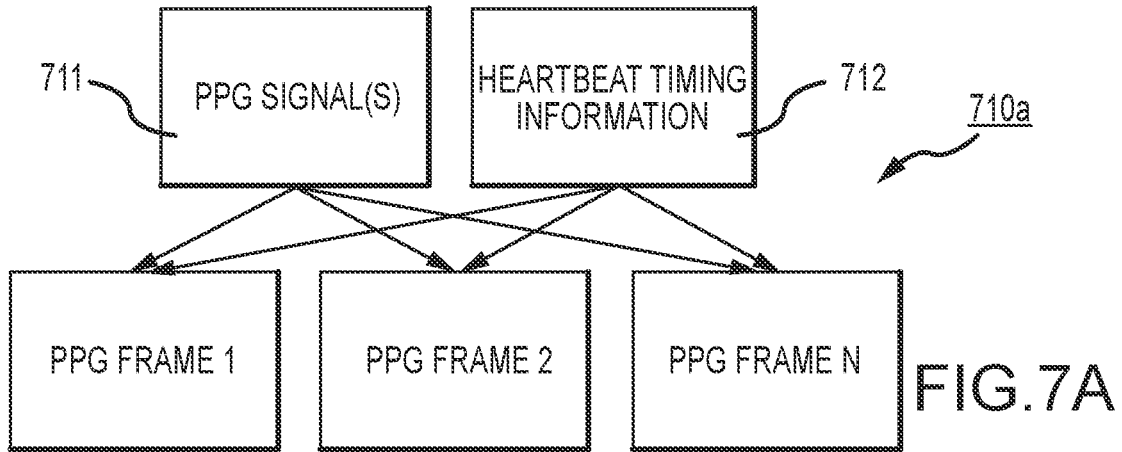 711
PPG SIGNAL(S)
HEARTBEAT TIMING
INFORMATION
712
710a
PPG FRAME 1
PPG FRAME 2
PPG FRAME N
FIG.7A